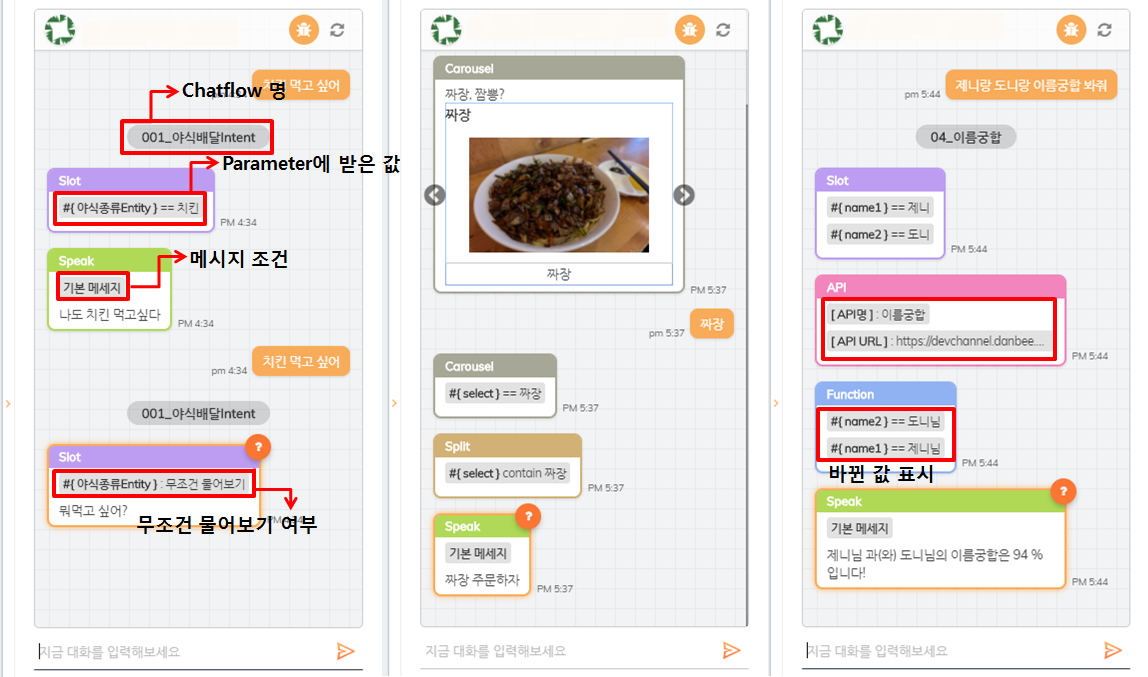 치킨 먹고 싶어
Chatflow 명
001_야식배달Intent
Parameter에 받은 값
Slot
#{ 야식종류Entity } == 치킨
PM 4:34
Speak
메시지 조건
기본 메세지
나도 치킨 먹고싶다
PM 4:34
치킨 먹고 싶어
pm 4:34
001_야식배달Intent
?
Slot
#{ 야식종류Entity } : 무조건 물어보기
뭐먹고 싶어?
무조건 물어보기 여부
지금 대화를 입력해보세요
Carousel
짜장, 짬뽕?
짜장
짜장
PM 5:37
짜장
pm 5:37
Carousel
#{ select } == 짜장
PM 5:37
Split
#{ select } contain 짜장
PM 5:37
?
Speak
기본 메세지
짜장 주문하자
PM 5:37
지금 대화를 입력해보세요
제니랑 도니랑 이름궁합 봐줘
pm 5:44
04_이름궁합
Slot
#{ name1 } == 제니
#{ name2 } == 도니
PM 5:44
API
[ API명 ] : 이름궁합
[ API URL ] : https://devchannel.danbee....
PM 5:44
Function
#{ name2 } == 도니님
#{ name1 } == 제니님
PM 5:44
바뀐 값 표시
?
Speak
기본 메세지
제니님 과(와) 도니님의 이름궁합은 94 %
입니다!
PM 5:44
지금 대화를 입력해보세요